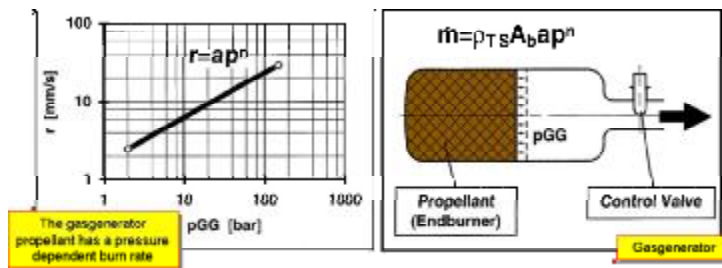 100
r=apⁿ
r [mm/s]
10
1
1
10
100
1000
pGG [bar]
The gasgenerator
propellant has a pressure
dependent burn rate
ṁ=ρTSAbapⁿ
pGG
Propellant
(Endburner)
Control Valve
Gasgenerator